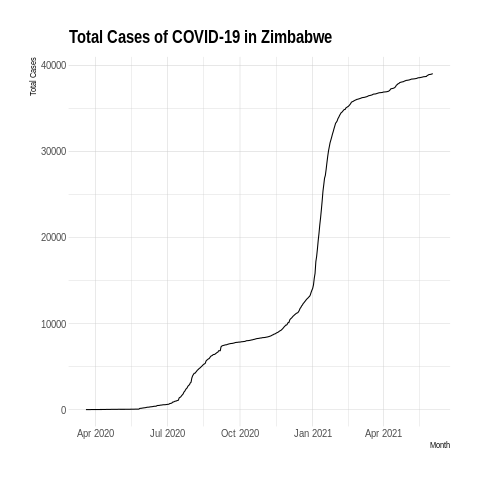 Total Cases of COVID-19 in Zimbabwe
Total Cases
40000
30000
20000
10000
0
Apr 2020 Jul 2020 Oct 2020 Jan 2021 Apr 2021
Month